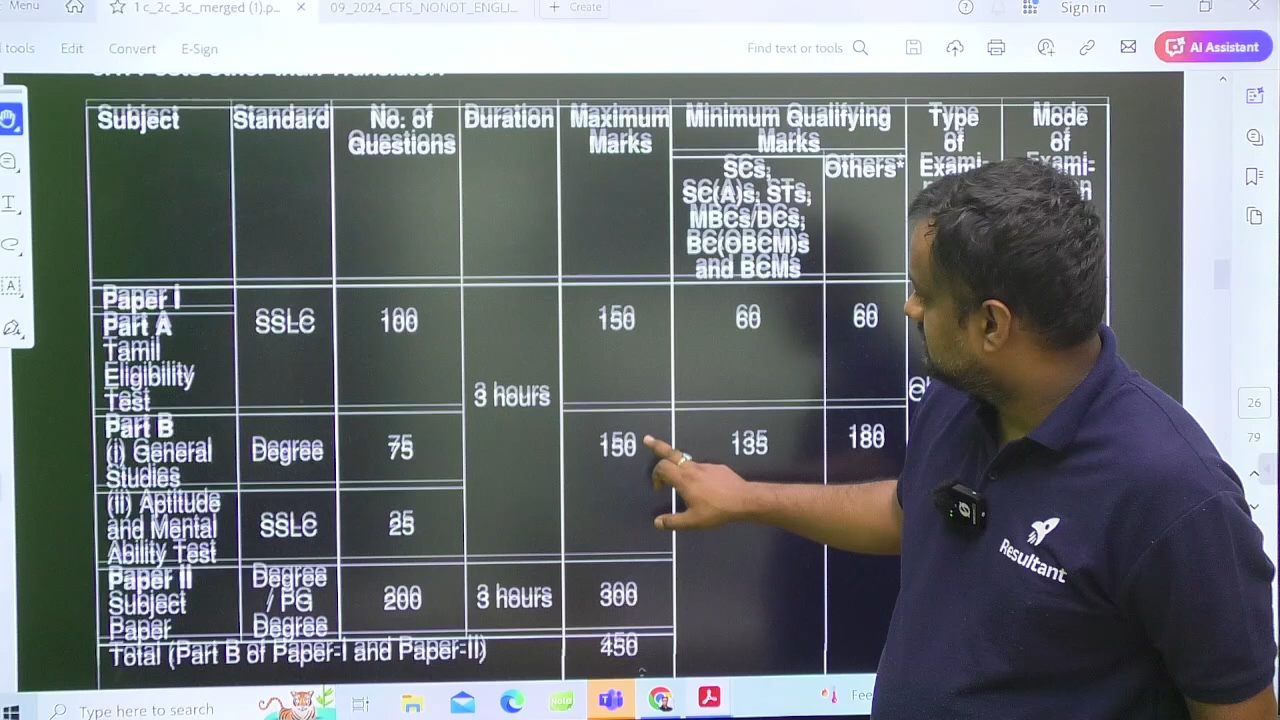 Menu
1 c_2c_3c_merged (1).p...
09_2024_CTS_NONOT_ENGLI...
+ Create
Sign in
tools
Edit
Convert
E-Sign
Find text or tools
AI Assistant
Subject
Standard
No. of
Questions
Duration
Maximum
Marks
Minimum Qualifying
Marks
SCs,
SC(A)s, STs,
MBCs/DCs,
BC(OBCM)s
and BCMs
Others*
Type
of
Exami-
Mode
of
Exami-
Paper I
Part A
Tamil
Eligibility
Test
SSLC
100
3 hours
150
60
60
Part B
(i) General
Studies
Degree
75
150
135
180
(ii) Aptitude
and Mental
Ability Test
SSLC
25
Paper II
Subject
Paper
Degree
/ PG
Degree
200
3 hours
300
Total (Part B of Paper-I and Paper-II)
450
26
79
Resultant
Type here to search
Note!
Fee